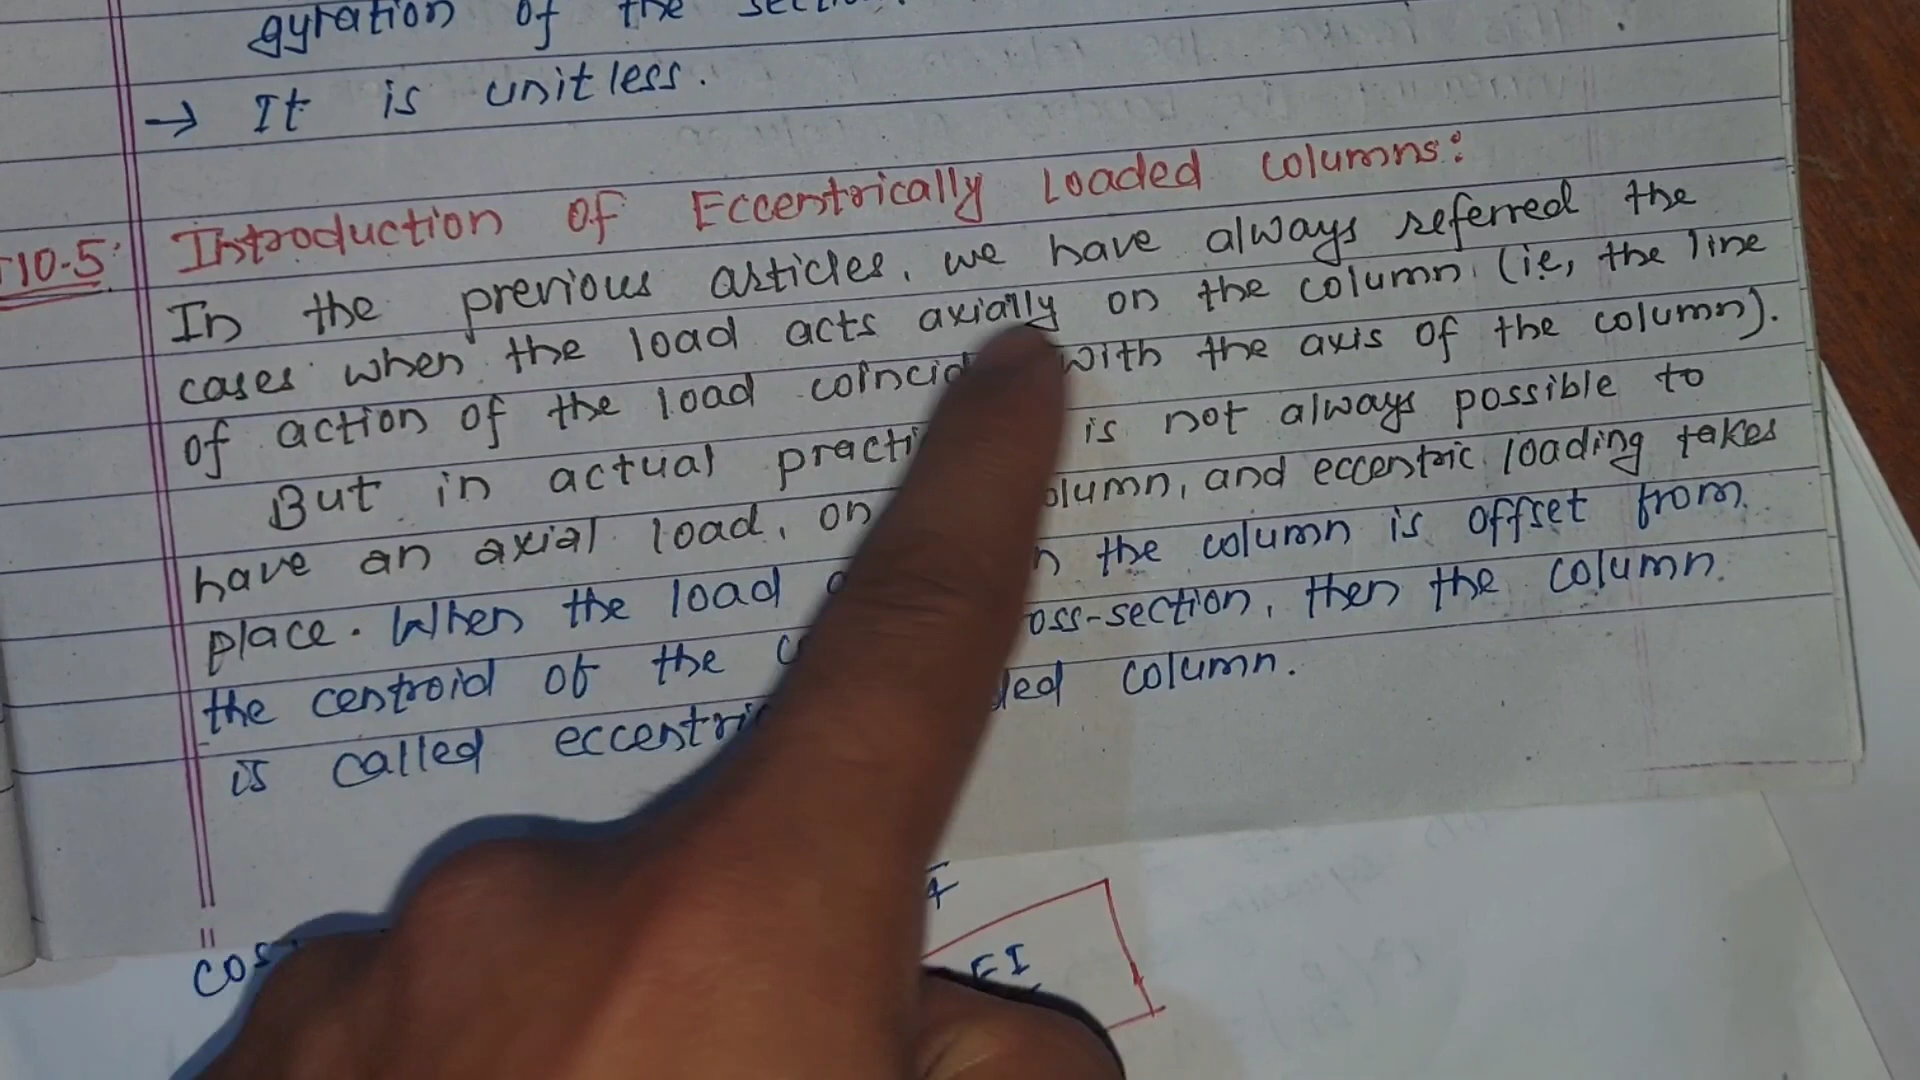 gyration of the
→ It is unitless.
10.5: Introduction of Eccentrically Loaded columns:
In the previous articles, we have always referred the
cases when the load acts axially on the column (ie, the line
of action of the load coincid with the axis of the column).
But in actual practi is not always possible to
have an axial load, on olumn, and eccentric loading takes
place. When the load n the column is offset from
the centroid of the c oss-section, then the column
is called eccentri ded column.
EI
cos